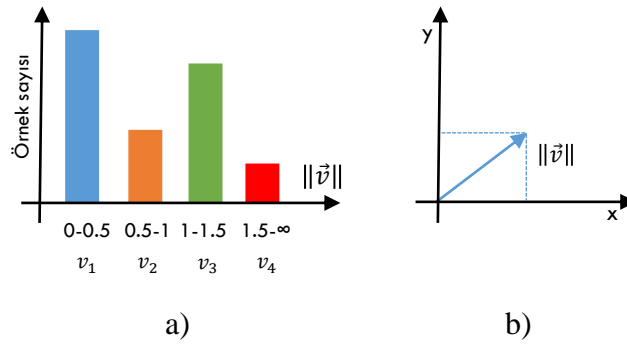 Örnek sayısı
‖v⃗‖
0-0.5 0.5-1 1-1.5 1.5-∞
v₁ v₂ v₃ v₄
a)
y
‖v⃗‖
x
b)